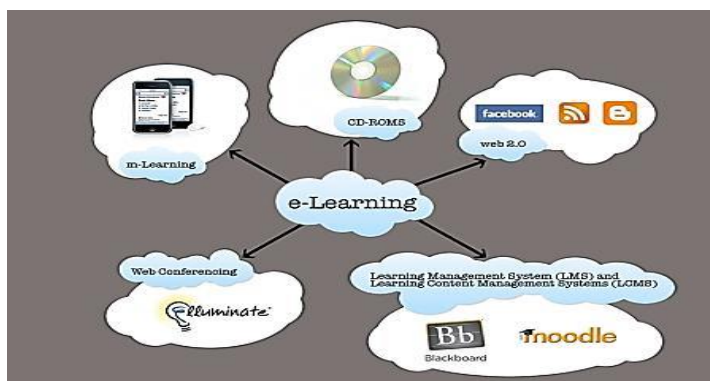 CD-ROMS
facebook
web 2.0
m-Learning
e-Learning
Web Conferencing
elluminate
Learning Management System (LMS) and
Learning Content Management Systems (LCMS)
Bb
Blackboard
moodle